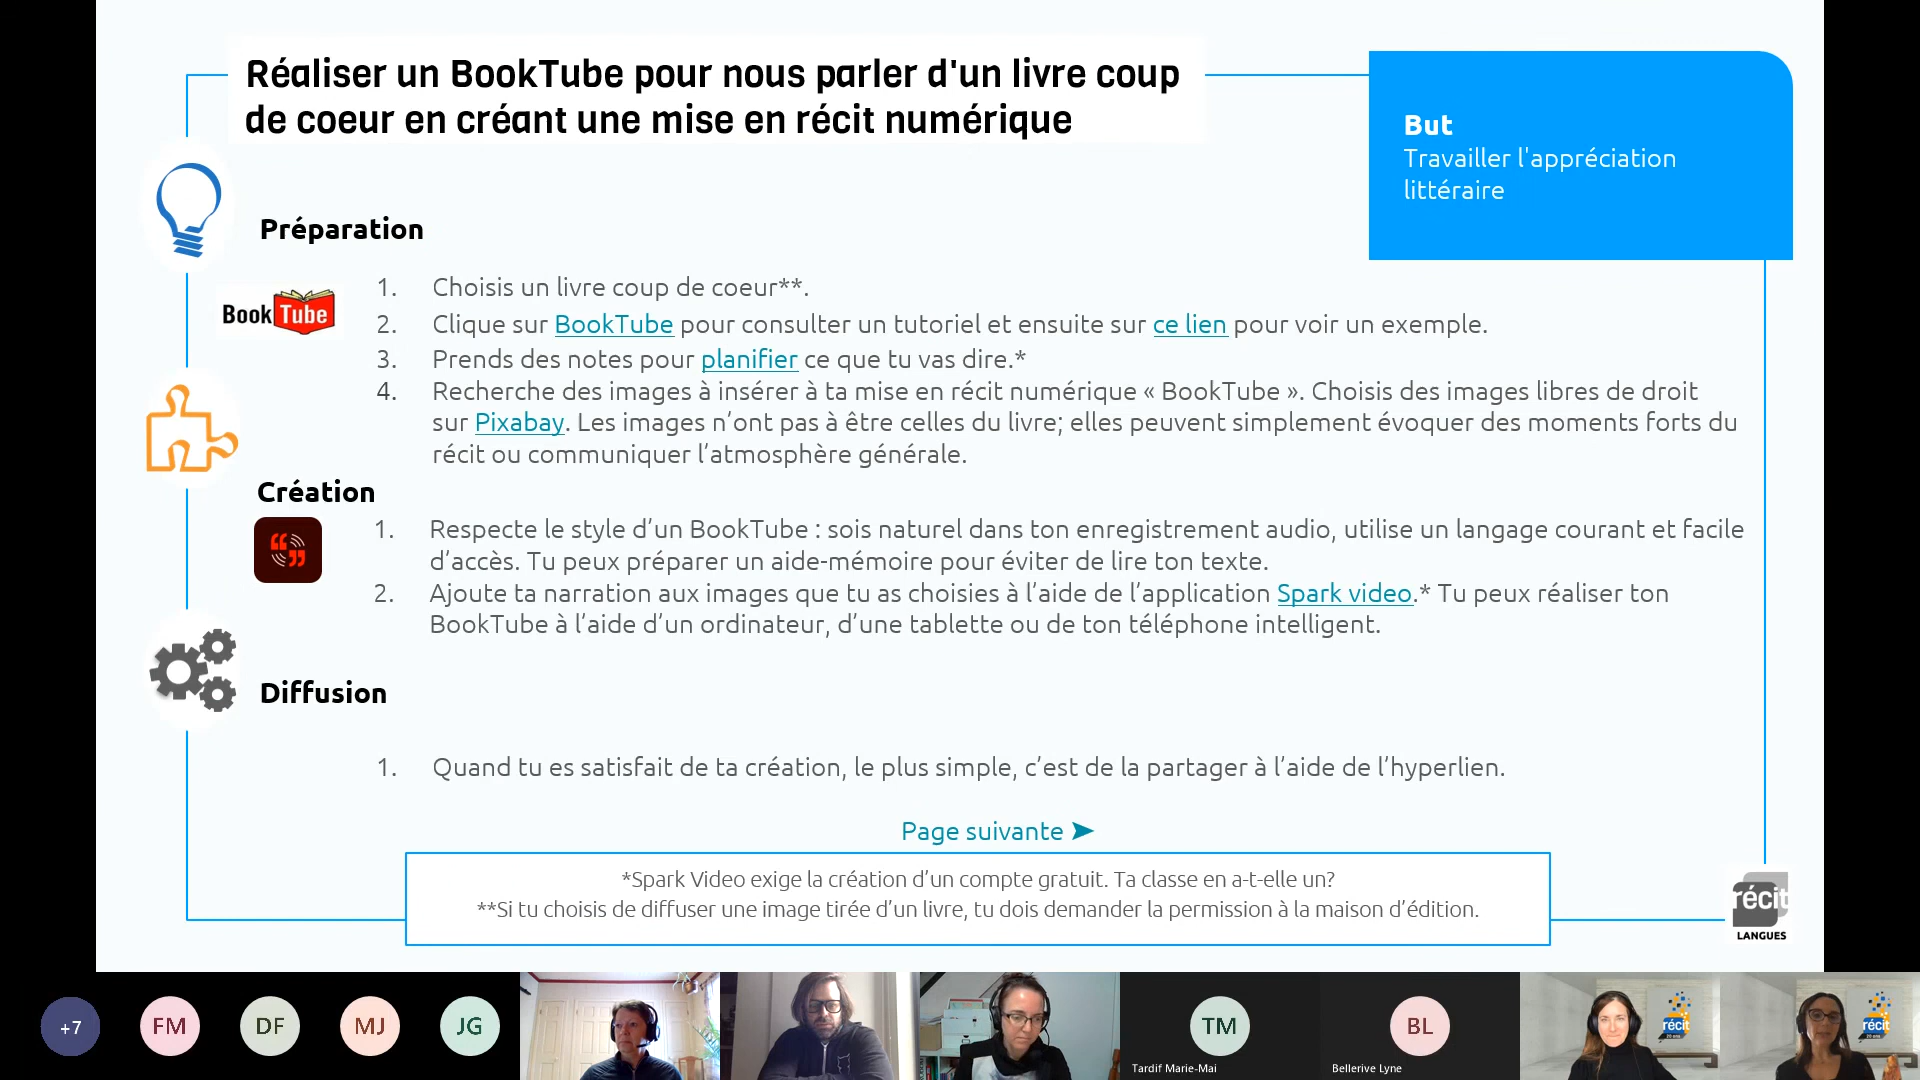 Réaliser un BookTube pour nous parler d'un livre coup
de coeur en créant une mise en récit numérique
But
Travailler l'appréciation
littéraire
Préparation
BookTube
1. Choisis un livre coup de coeur**.
2. Clique sur BookTube pour consulter un tutoriel et ensuite sur ce lien pour voir un exemple.
3. Prends des notes pour planifier ce que tu vas dire.*
4. Recherche des images à insérer à ta mise en récit numérique « BookTube ». Choisis des images libres de droit
sur Pixabay. Les images n’ont pas à être celles du livre; elles peuvent simplement évoquer des moments forts du
récit ou communiquer l’atmosphère générale.
Création
1. Respecte le style d’un BookTube : sois naturel dans ton enregistrement audio, utilise un langage courant et facile
d’accès. Tu peux préparer un aide-mémoire pour éviter de lire ton texte.
2. Ajoute ta narration aux images que tu as choisies à l’aide de l’application Spark video.* Tu peux réaliser ton
BookTube à l’aide d’un ordinateur, d’une tablette ou de ton téléphone intelligent.
Diffusion
1. Quand tu es satisfait de ta création, le plus simple, c’est de la partager à l’aide de l’hyperlien.
Page suivante ➤
*Spark Video exige la création d’un compte gratuit. Ta classe en a-t-elle un?
**Si tu choisis de diffuser une image tirée d’un livre, tu dois demander la permission à la maison d’édition.
récit
LANGUES
+7
FM
DF
MJ
JG
TM
Tardif Marie-Mai
BL
Bellerive Lyne
récit
20 ans
récit
20 ans